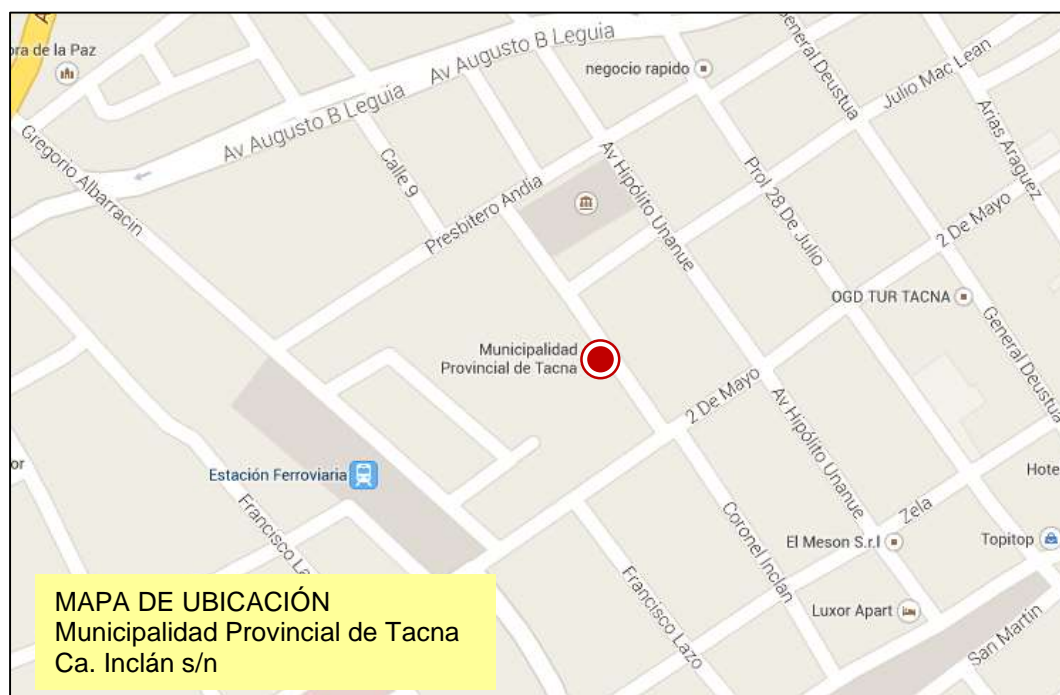 A
ora de la Paz
Av Augusto B Leguia
Av Augusto B Leguia
negocio rapido
General Deustua
Julio Mac Lean
Arias Araguez
Gregorio Albarracin
Calle 9
Presbitero Andia
Av Hipólito Unanue
Prol 28 De Julio
2 De Mayo
OGD TUR TACNA
General Deustua
Municipalidad
Provincial de Tacna
2 De Mayo
Av Hipólito Unanue
or
Estación Ferroviaria
Hote
Zela
El Meson S.r.l
Topitop
Francisco La
Coronel Inclán
Francisco Lazo
Luxor Apart
San Martin
MAPA DE UBICACIÓN
Municipalidad Provincial de Tacna
Ca. Inclán s/n